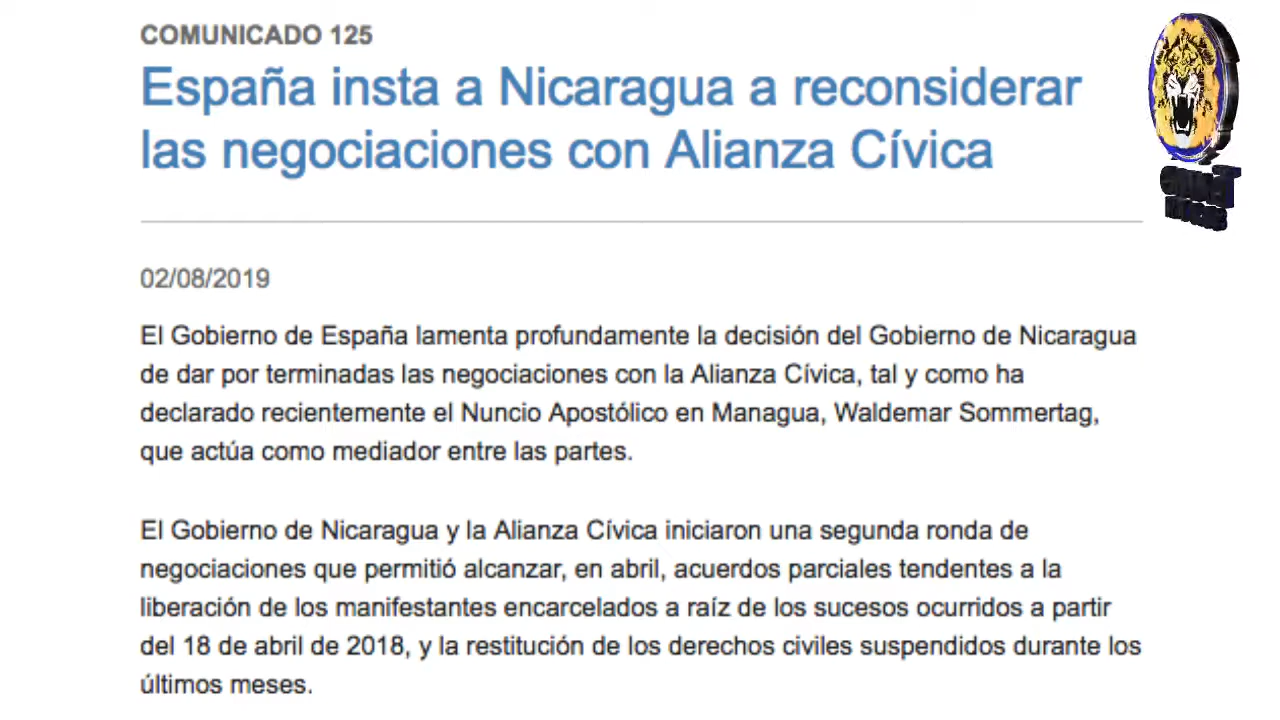 COMUNICADO 125
España insta a Nicaragua a reconsiderar
las negociaciones con Alianza Cívica
02/08/2019
El Gobierno de España lamenta profundamente la decisión del Gobierno de Nicaragua
de dar por terminadas las negociaciones con la Alianza Cívica, tal y como ha
declarado recientemente el Nuncio Apostólico en Managua, Waldemar Sommertag,
que actúa como mediador entre las partes.
El Gobierno de Nicaragua y la Alianza Cívica iniciaron una segunda ronda de
negociaciones que permitió alcanzar, en abril, acuerdos parciales tendentes a la
liberación de los manifestantes encarcelados a raíz de los sucesos ocurridos a partir
del 18 de abril de 2018, y la restitución de los derechos civiles suspendidos durante los
últimos meses.